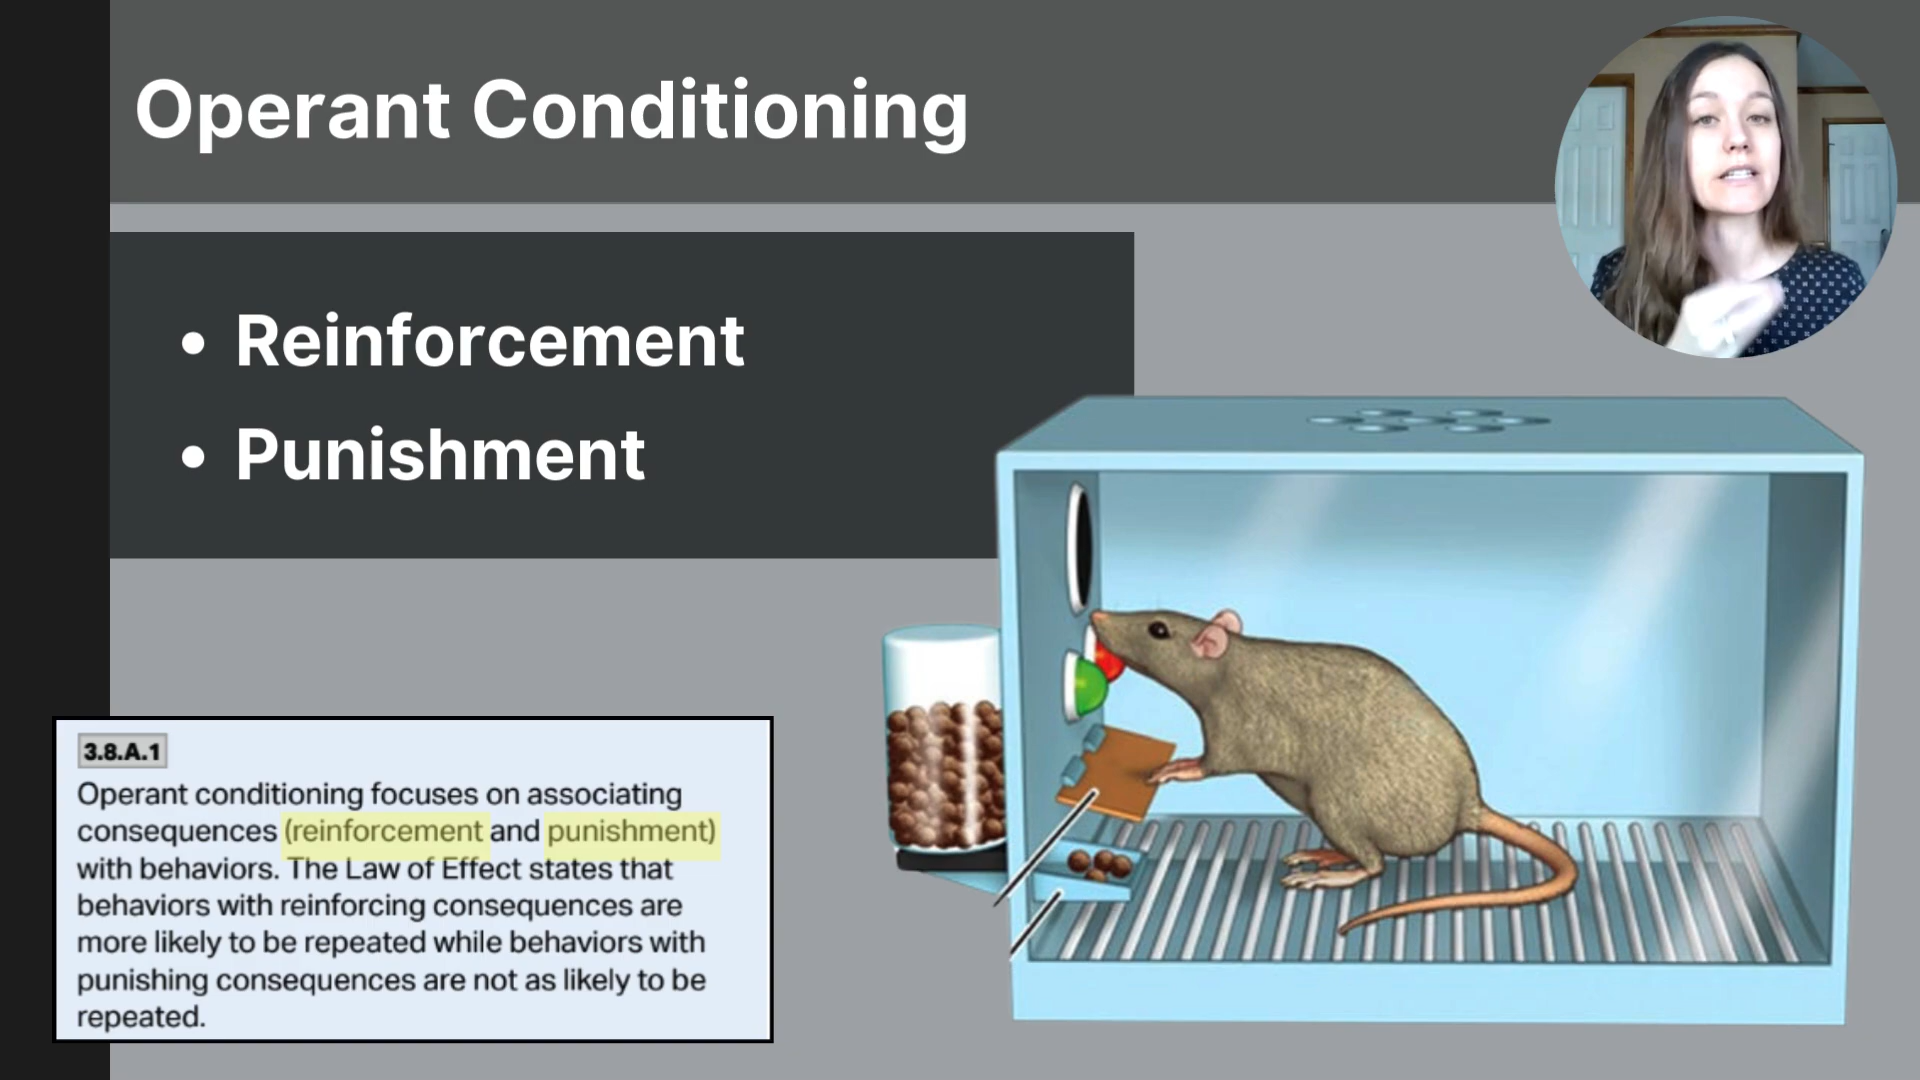 Operant Conditioning
• Reinforcement
• Punishment
3.8.A.1
Operant conditioning focuses on associating
consequences (reinforcement and punishment)
with behaviors. The Law of Effect states that
behaviors with reinforcing consequences are
more likely to be repeated while behaviors with
punishing consequences are not as likely to be
repeated.